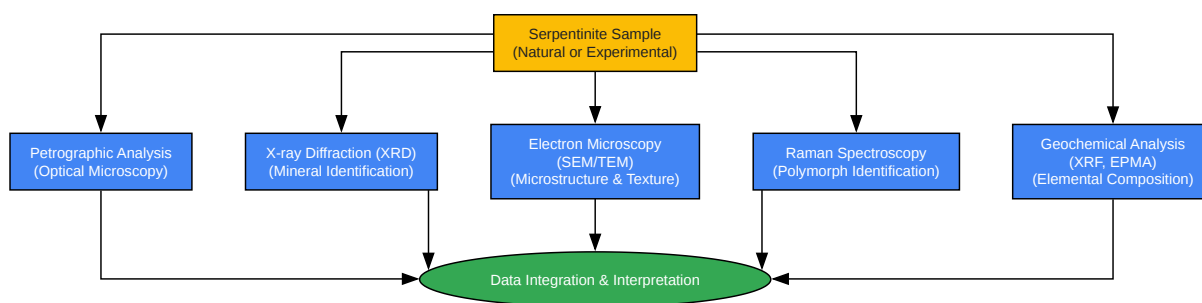 Serpentinite Sample
(Natural or Experimental)
Petrographic Analysis
(Optical Microscopy)
X-ray Diffraction (XRD)
(Mineral Identification)
Electron Microscopy
(SEM/TEM)
(Microstructure & Texture)
Raman Spectroscopy
(Polymorph Identification)
Geochemical Analysis
(XRF, EPMA)
(Elemental Composition)
Data Integration & Interpretation